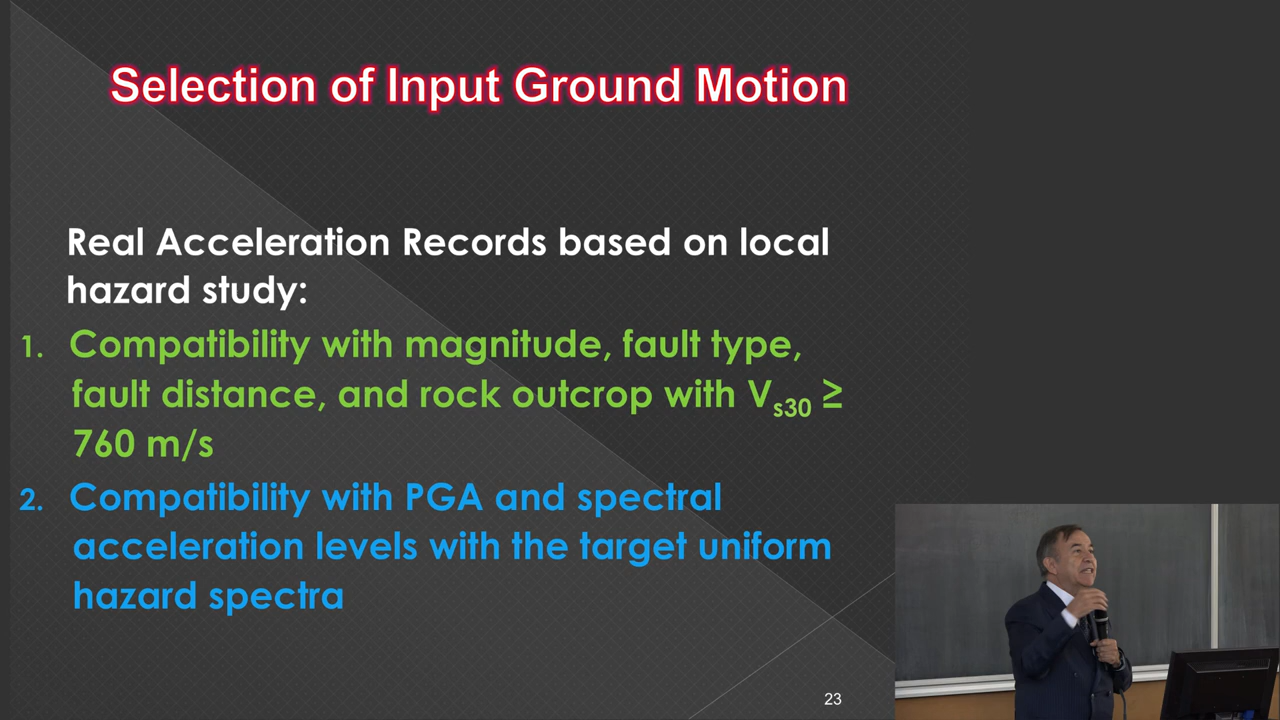 Selection of Input Ground Motion
Real Acceleration Records based on local
hazard study:
1. Compatibility with magnitude, fault type,
fault distance, and rock outcrop with Vs30 ≥
760 m/s
2. Compatibility with PGA and spectral
acceleration levels with the target uniform
hazard spectra
23